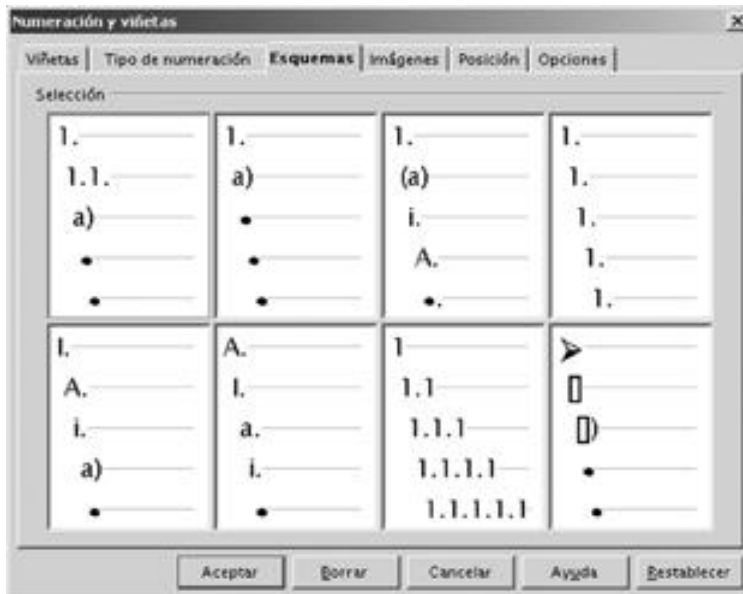 Numeración y viñetas
Viñetas Tipo de numeración Esquemas Imágenes Posición Opciones
Selección
1.
1.1.
a)
•
•
1.
a)
•
•
•
1.
(a)
i.
A.
•.
1.
1.
1.
1.
1.
I.
A.
i.
a)
•
A.
I.
a.
i.
•
1
1.1
1.1.1
1.1.1.1
1.1.1.1.1
➢
▯
▯)
•
•
Aceptar Borrar Cancelar Ayuda Restablecer